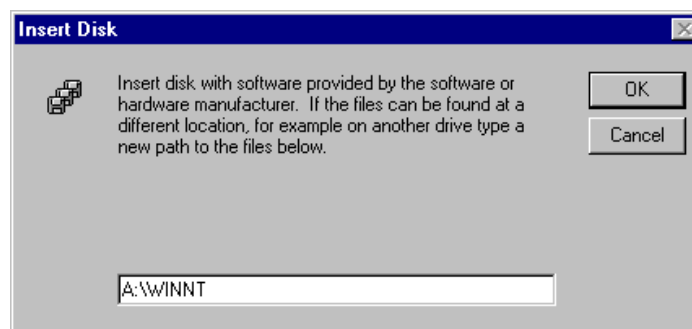 Insert Disk
Insert disk with software provided by the software or
hardware manufacturer.  If the files can be found at a
different location, for example on another drive type a
new path to the files below.
OK
Cancel
A:\WINNT